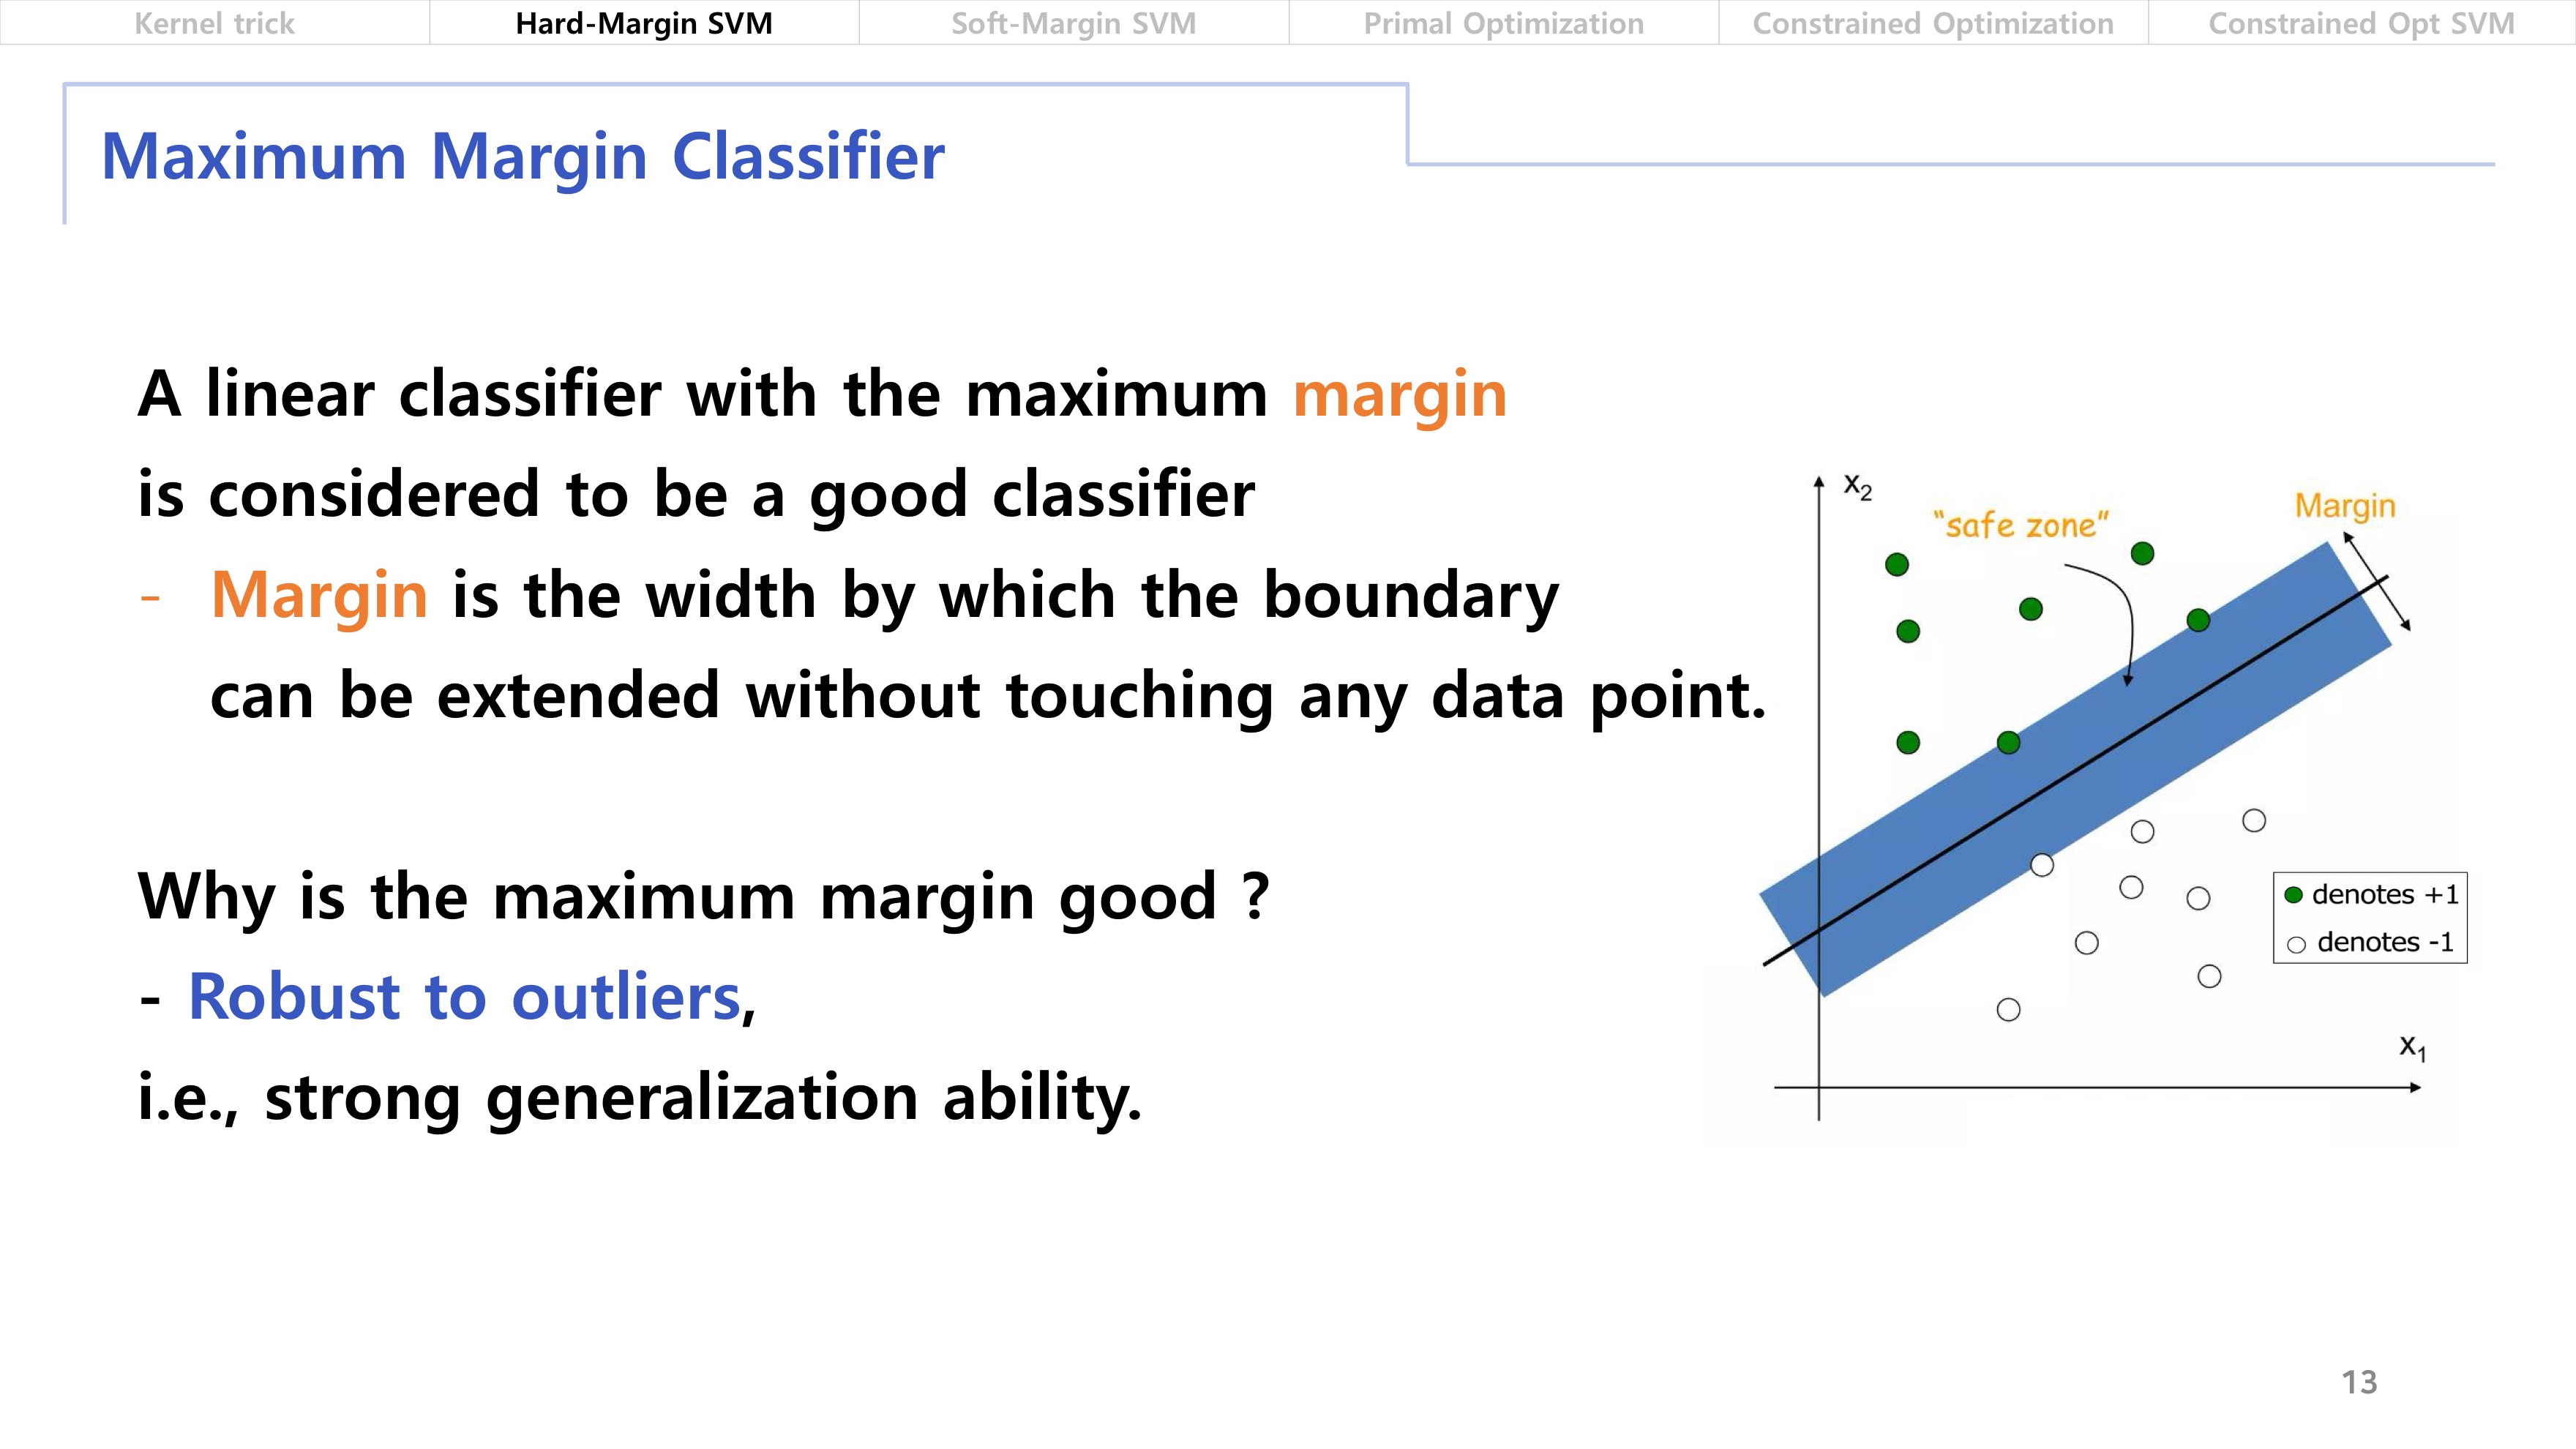 Kernel trick
Hard-Margin SVM
Soft-Margin SVM
Primal Optimization
Constrained Optimization
Constrained Opt SVM
Maximum Margin Classifier
A linear classifier with the maximum margin
is considered to be a good classifier
- Margin is the width by which the boundary
can be extended without touching any data point.
Why is the maximum margin good ?
- Robust to outliers,
i.e., strong generalization ability.
x2
"safe zone"
Margin
denotes +1
denotes -1
x1
13